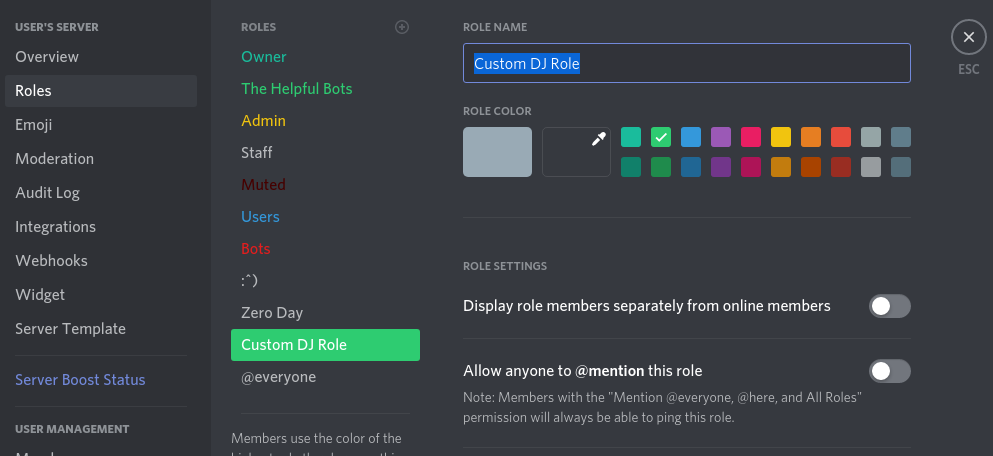 USER'S SERVER
Overview
Roles
Emoji
Moderation
Audit Log
Integrations
Webhooks
Widget
Server Template
Server Boost Status
USER MANAGEMENT
ROLES
Owner
The Helpful Bots
Admin
Staff
Muted
Users
Bots
:^)
Zero Day
Custom DJ Role
@everyone
Members use the color of the
ROLE NAME
Custom DJ Role
ROLE COLOR
ROLE SETTINGS
Display role members separately from online members
Allow anyone to @mention this role
Note: Members with the "Mention @everyone, @here, and All Roles"
permission will always be able to ping this role.
ESC